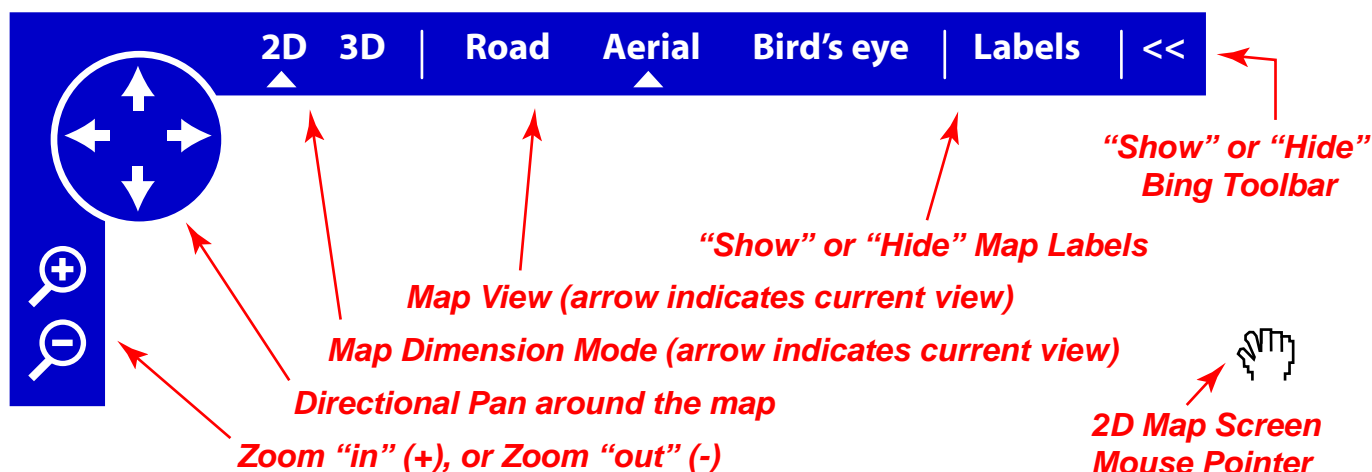 2D 3D | Road Aerial Bird's eye | Labels | <<
“Show” or “Hide”
Bing Toolbar
“Show” or “Hide” Map Labels
Map View (arrow indicates current view)
Map Dimension Mode (arrow indicates current view)
Directional Pan around the map
Zoom “in” (+), or Zoom “out” (-)
2D Map Screen
Mouse Pointer